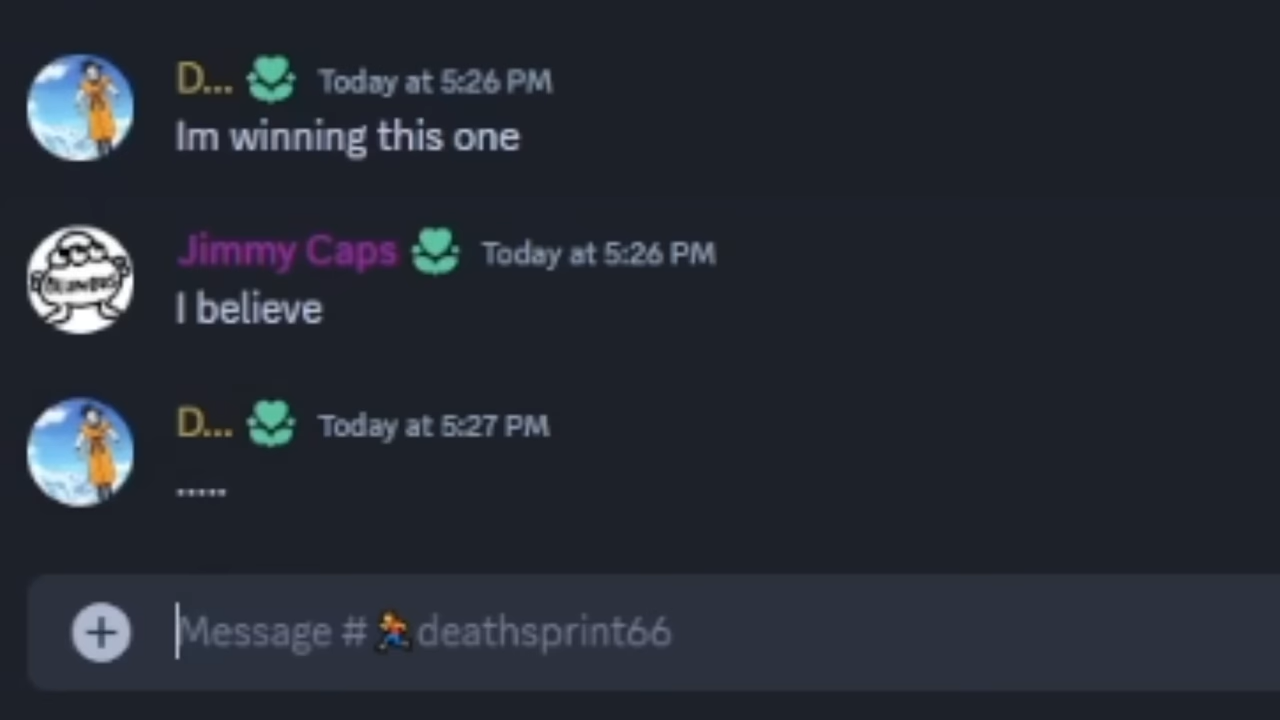 D... Today at 5:26 PM
Im winning this one
Jimmy Caps Today at 5:26 PM
I believe
D... Today at 5:27 PM
.....
Message #🏃deathsprint66